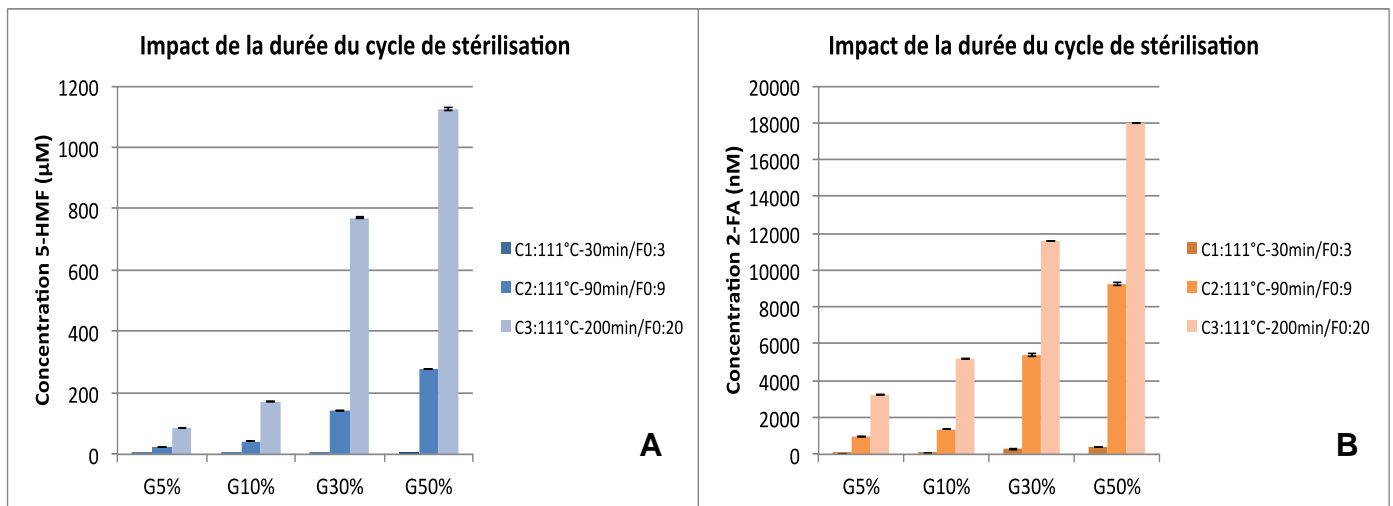 Impact de la durée du cycle de stérilisation
Concentration 5-HMF (µM)
1200
1000
800
600
400
200
0
G5%
G10%
G30%
G50%
C1:111°C-30min/F0:3
C2:111°C-90min/F0:9
C3:111°C-200min/F0:20
A
Impact de la durée du cycle de stérilisation
Concentration 2-FA (nM)
20000
18000
16000
14000
12000
10000
8000
6000
4000
2000
0
G5%
G10%
G30%
G50%
C1:111°C-30min/F0:3
C2:111°C-90min/F0:9
C3:111°C-200min/F0:20
B